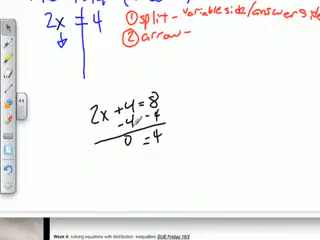 2x = 4
① split - variable side/answer side
② arrow -
2x + 4 = 8
- 4 - 4
0 = 4
Week 4: solving equations with distribution, inequalities DUE Friday 10/2